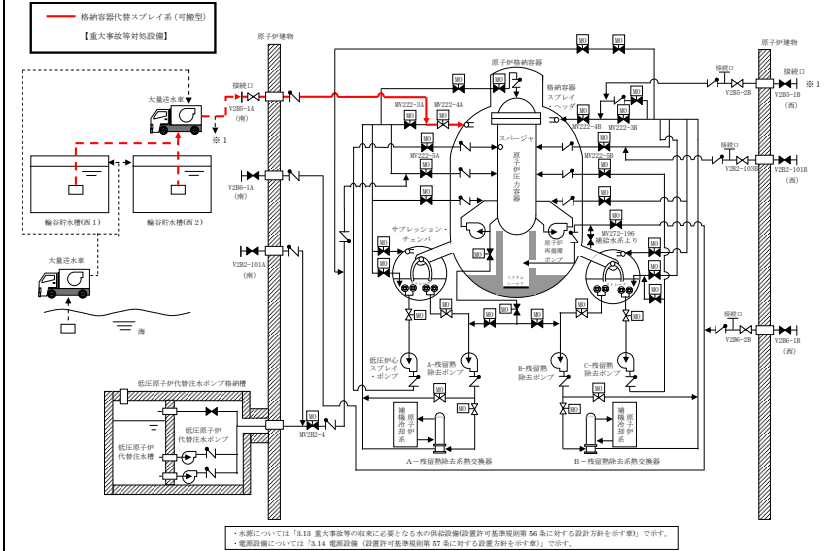 格納容器代替スプレイ系(可搬型)
【重大事故等対処設備】
原子炉建物
原子炉格納容器
原子炉建物
接続口
V2B5-1A
(南)
大量送水車
※1
MV222-3A
MV222-4A
格納容器
スプレイ・
ヘッダ
接続口
V2B5-2B
接続口
※1
V2B5-1B
(西)
MV222-4B
MV222-3B
MV222-5A
スパージャ
原子炉圧力容器
MV222-5B
接続口
V2B2-103B
V2B2-101B
(西)
輪谷貯水槽(西1)
輪谷貯水槽(西2)
V2B6-1A
(南)
V2B2-101A
(南)
大量送水車
海
サプレッション・
チェンバ
原子炉
再循環
ポンプ
MV272-196
補給水系より
コリウム
シールド
接続口
V2B6-2B
V2B6-1B
(西)
低圧炉心
スプレイ・
ポンプ
A-残留熱
除去ポンプ
B-残留熱
除去ポンプ
C-残留熱
除去ポンプ
低圧原子炉代替注水ポンプ格納槽
低圧原子炉
代替注水槽
低圧原子炉
代替注水ポンプ
MV2B2-4
原子炉
補機冷却系
原子炉
補機冷却系
A-残留熱除去系熱交換器
B-残留熱除去系熱交換器
MO
・水源については「3.13 重大事故等の収束に必要となる水の供給設備(設置許可基準規則第56条に対する設計方針を示す章)」で示す。
・電源設備については「3.14 電源設備(設置許可基準規則第57条に対する設置方針を示す章)」で示す。